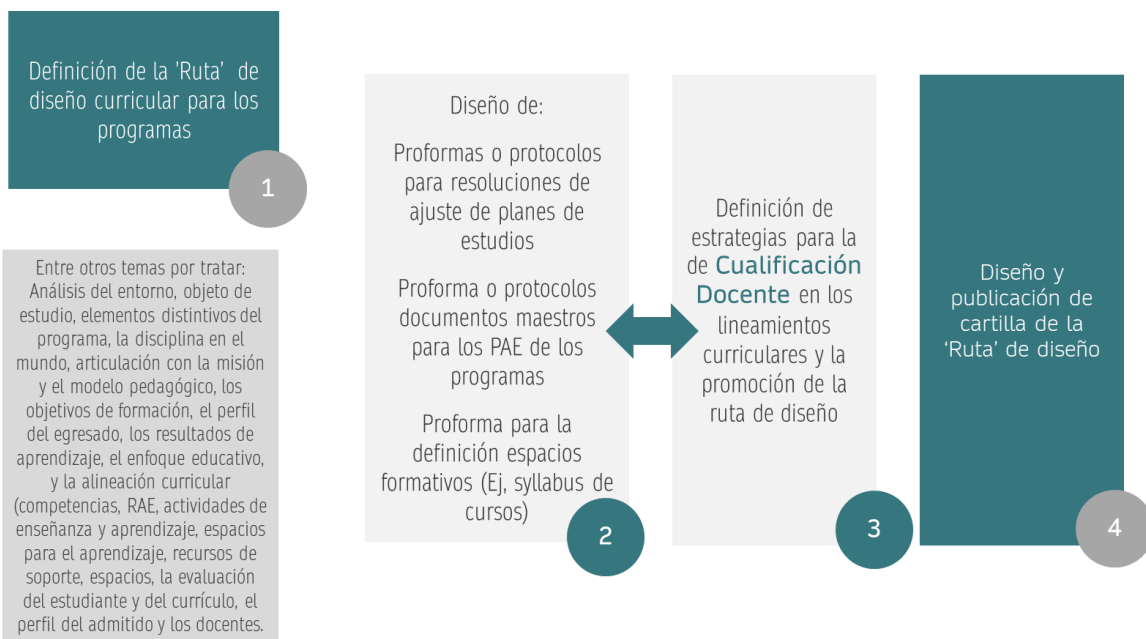 Definición de la 'Ruta' de
diseño curricular para los
programas
1
Entre otros temas por tratar:
Análisis del entorno, objeto de
estudio, elementos distintivos del
programa, la disciplina en el
mundo, articulación con la misión
y el modelo pedagógico, los
objetivos de formación, el perfil
del egresado, los resultados de
aprendizaje, el enfoque educativo,
y la alineación curricular
(competencias, RAE, actividades de
enseñanza y aprendizaje, espacios
para el aprendizaje, recursos de
soporte, espacios, la evaluación
del estudiante y del currículo, el
perfil del admitido y los docentes.
Diseño de:
Proformas o protocolos
para resoluciones de
ajuste de planes de
estudios
Proforma o protocolos
documentos maestros
para los PAE de los
programas
Proforma para la
definición espacios
formativos (Ej, syllabus de
cursos)
2
Definición de
estrategias para la
de Cualificación
Docente en los
lineamientos
curriculares y la
promoción de la
ruta de diseño
3
Diseño y
publicación de
cartilla de la
'Ruta' de diseño
4